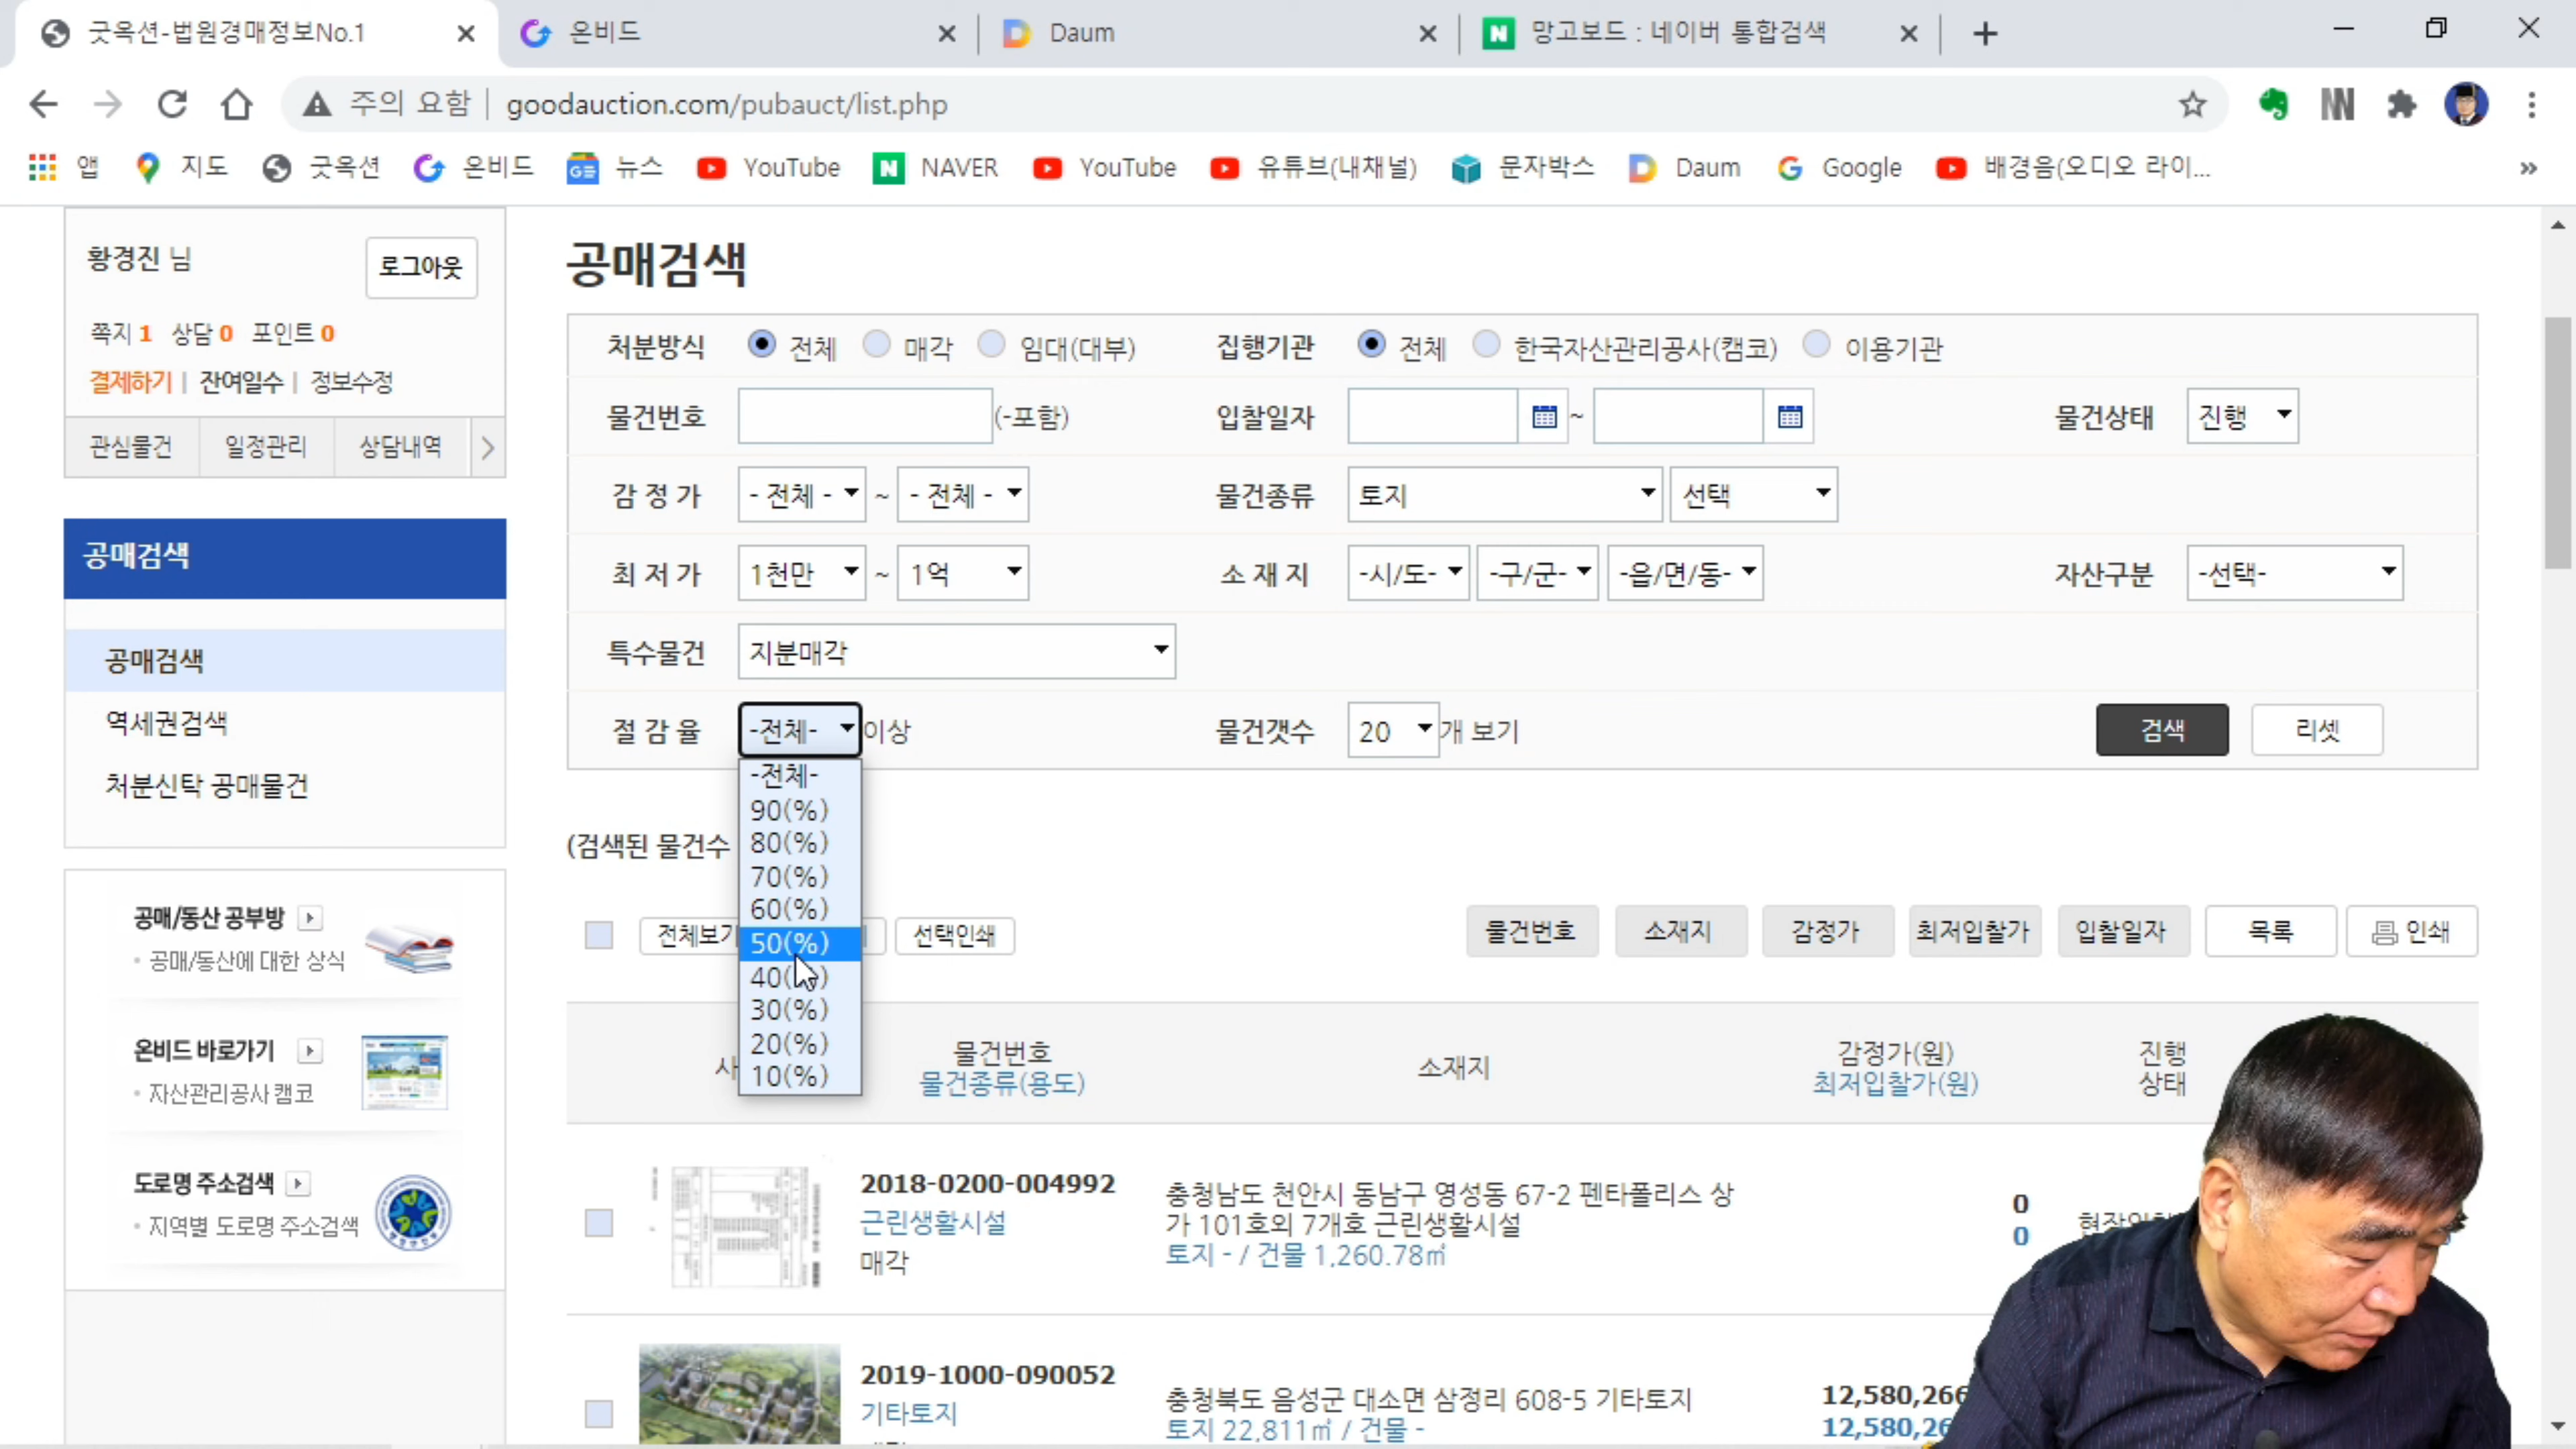 굿옥션-법원경매정보No.1
온비드
Daum
망고보드 : 네이버 통합검색
주의 요함
goodauction.com/pubauct/list.php
앱
지도
굿옥션
온비드
뉴스
YouTube
NAVER
YouTube
유튜브(내채널)
문자박스
Daum
Google
배경음(오디오 라이...
황경진 님
로그아웃
쪽지 1 상담 0 포인트 0
결제하기 | 잔여일수 | 정보수정
관심물건
일정관리
상담내역
공매검색
공매검색
역세권검색
처분신탁 공매물건
공매/동산 공부방
공매/동산에 대한 상식
온비드 바로가기
자산관리공사 캠코
도로명 주소검색
지역별 도로명 주소검색
공매검색
처분방식 전체 매각 임대(대부) 집행기관 전체 한국자산관리공사(캠코) 이용기관
물건번호 (-포함) 입찰일자 ~ 물건상태 진행
감 정 가 - 전체 - ~ - 전체 - 물건종류 토지 선택
최 저 가 1천만 ~ 1억 소 재 지 -시/도- -구/군- -읍/면/동- 자산구분 -선택-
특수물건 지분매각
절 감 율 -전체- 이상 물건갯수 20 개 보기 검색 리셋
-전체-
90(%)
80(%)
70(%)
60(%)
50(%)
40(%)
30(%)
20(%)
10(%)
(검색된 물건수
전체보기 선택인쇄 물건번호 소재지 감정가 최저입찰가 입찰일자 목록 인쇄
물건번호
물건종류(용도)
소재지
감정가(원)
최저입찰가(원)
진행
상태
2018-0200-004992
근린생활시설
매각
충청남도 천안시 동남구 영성동 67-2 펜타폴리스 상
가 101호외 7개호 근린생활시설
토지 - / 건물 1,260.78㎡
0
0
2019-1000-090052
기타토지
충청북도 음성군 대소면 삼정리 608-5 기타토지
토지 22,811㎡ / 건물 -
12,580,266
12,580,26